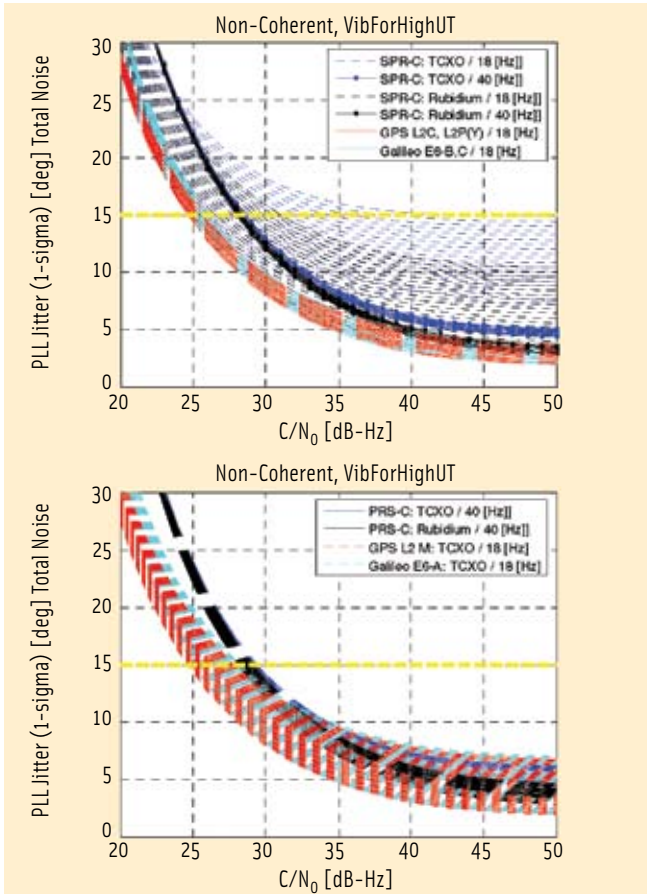 Non-Coherent, VibForHighUT
PLL Jitter (1-sigma) [deg] Total Noise
30
25
20
15
10
5
0
SPR-C: TCXO / 18 [Hz]]
SPR-C: TCXO / 40 [Hz]]
SPR-C: Rubidium / 18 [Hz]]
SPR-C: Rubidium / 40 [Hz]]
GPS L2C, L2P(Y) / 18 [Hz]
Galileo E6-B,C / 18 [Hz]
20 25 30 35 40 45 50
C/N0 [dB-Hz]
Non-Coherent, VibForHighUT
PLL Jitter (1-sigma) [deg] Total Noise
30
25
20
15
10
5
0
PRS-C: TCXO / 40 [Hz]]
PRS-C: Rubidium / 40 [Hz]]
GPS L2 M: TCXO / 18 [Hz]
Galileo E6-A: TCXO / 18 [Hz]
20 25 30 35 40 45 50
C/N0 [dB-Hz]